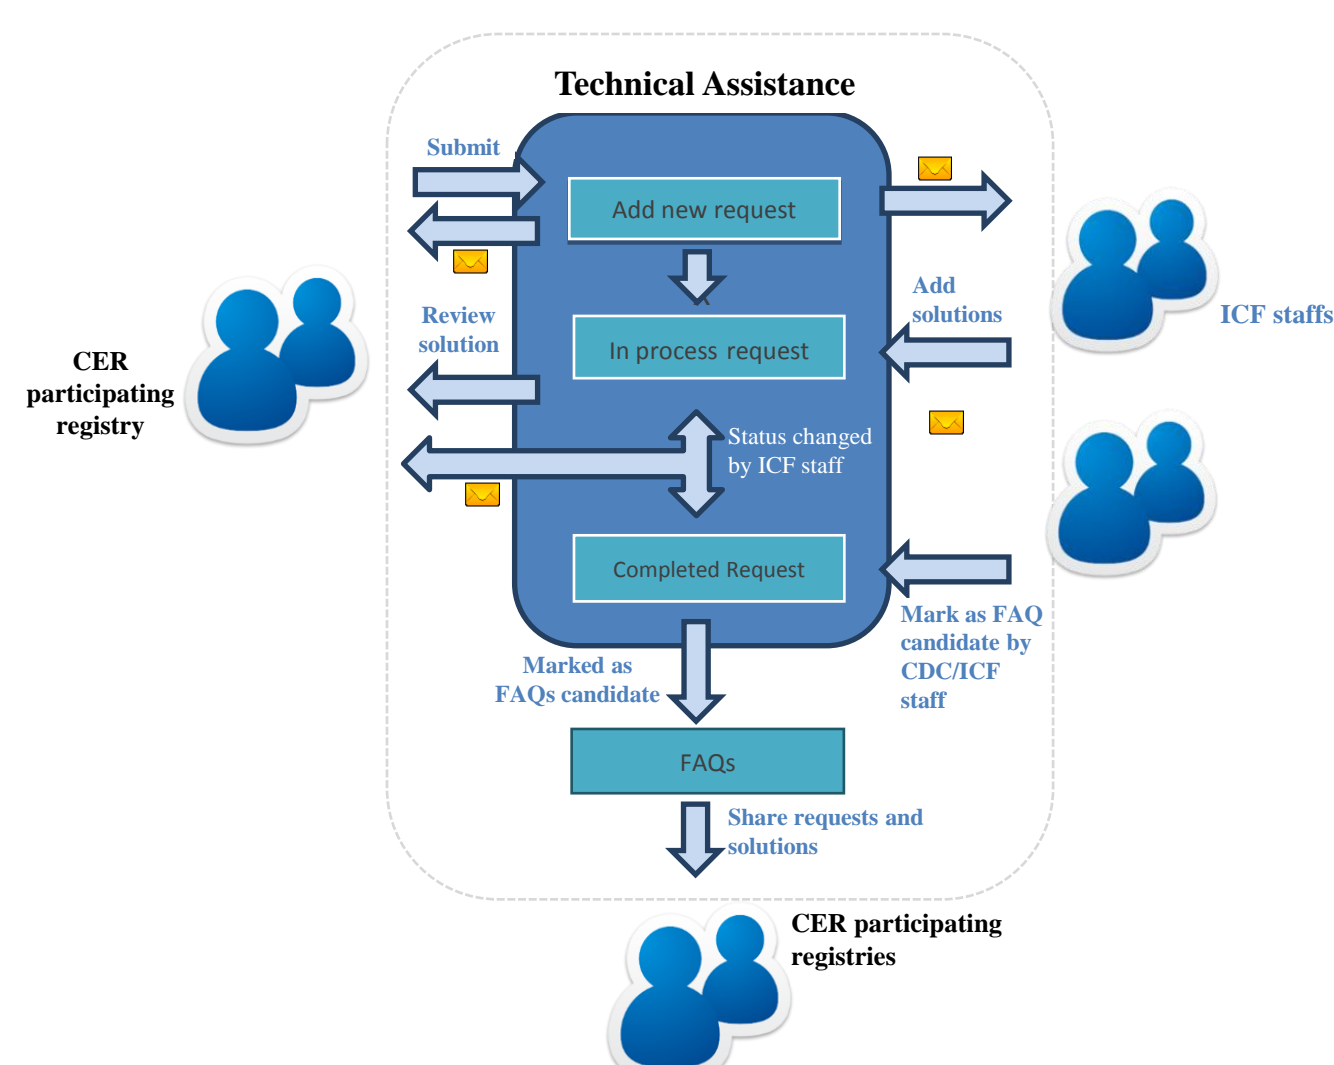 Technical Assistance
Submit
Add new request
Add
solutions
ICF staffs
Review
solution
In process request
CER
participating
registry
Status changed
by ICF staff
Completed Request
Mark as FAQ
candidate by
CDC/ICF
staff
Marked as
FAQs candidate
FAQs
Share requests and
solutions
CER participating
registries